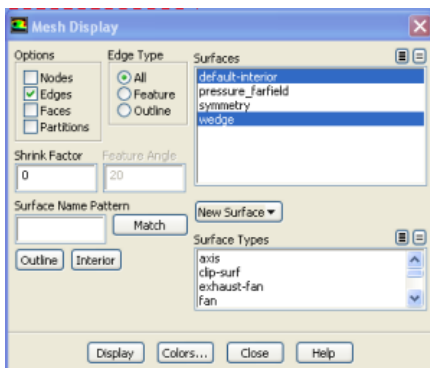 Mesh Display
Options
Nodes
Edges
Faces
Partitions
Edge Type
All
Feature
Outline
Surfaces
default-interior
pressure_farfield
symmetry
wedge
Shrink Factor
0
Feature Angle
20
Surface Name Pattern
Match
Outline Interior
New Surface
Surface Types
axis
clip-surf
exhaust-fan
fan
Display Colors... Close Help